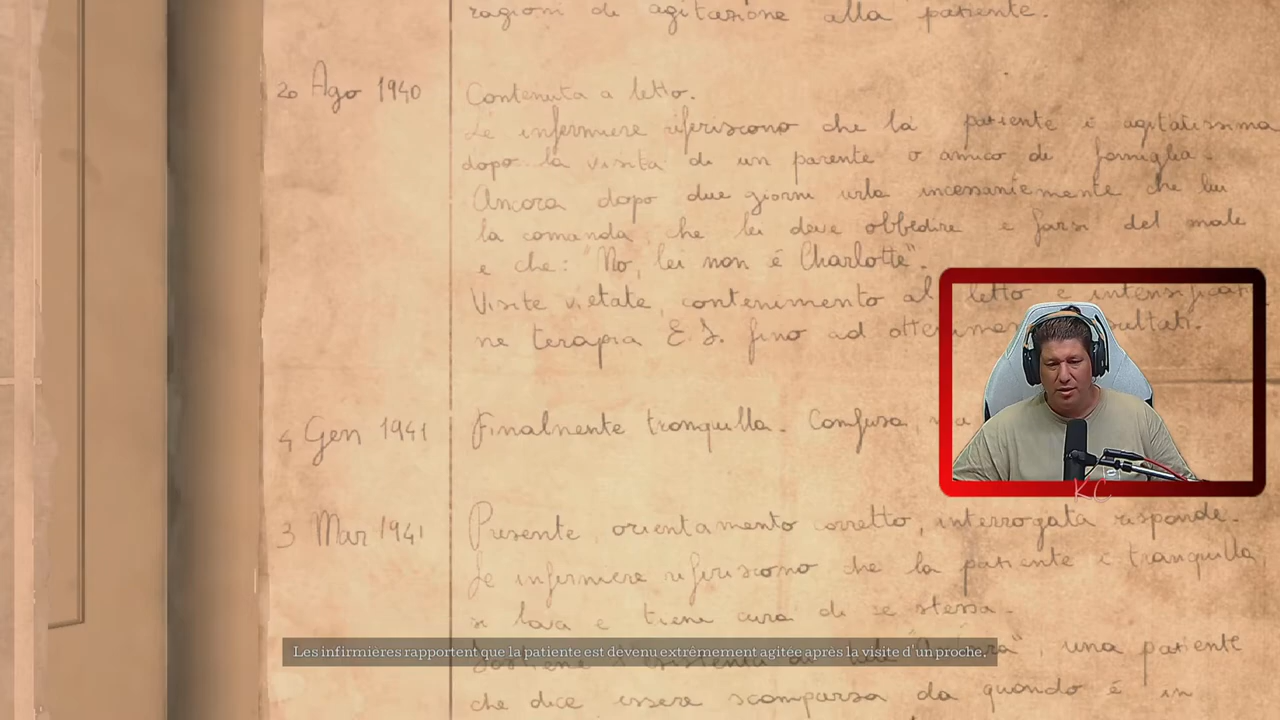 ragioni di agitazione alla patiente.
20 Ago 1940
Contenuta a letto.
Le infermiere riferiscono che la patiente è agitatissima
dopo la visita di un parente o amico di famiglia.
Ancora dopo due giorni urla incessantemente che lui
la comanda, che lei deve obbedire e farsi del male
e che: "No, lei non é Charlotte".
Visite vietate, contenimento al letto e
ne terapia E.S. fino ad
4 Gen 1941
Finalmente tranquilla. Confusa,
3 Mar 1941
Presente, orientamento corretto, interrogata risponde.
Le infermiere riferiscono che la patiente è tranquilla,
si lava e tiene cura di se stessa.
una patiente
Les infirmières rapportent que la patiente est devenu extrêmement agitée après la visite d'un proche.
che dice essere scomparsa da quando é in
KC